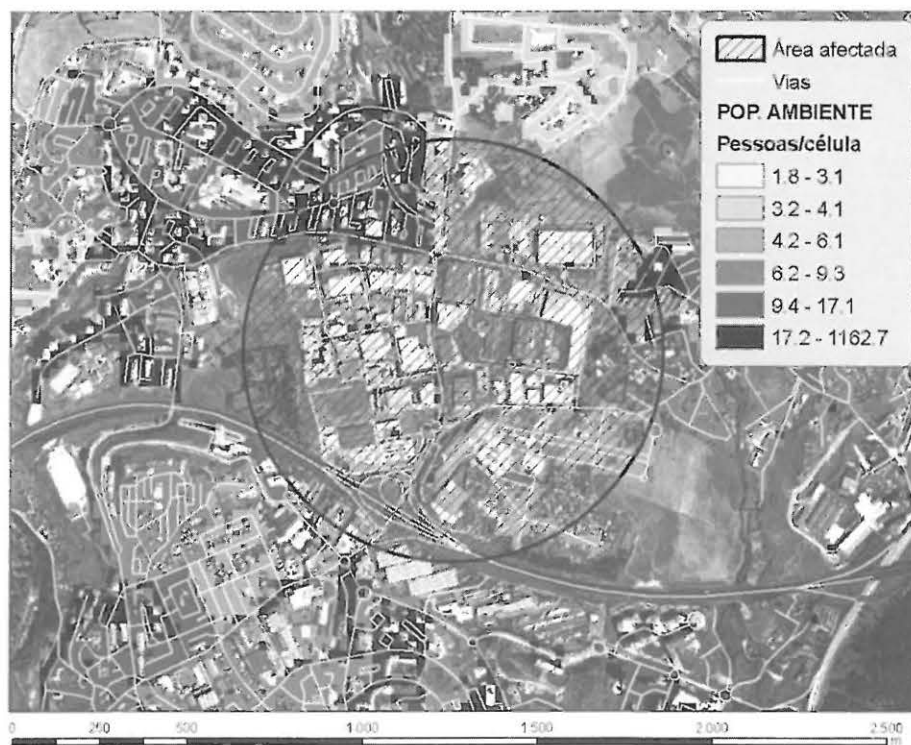 Área afectada
Vias
POP. AMBIENTE
Pessoas/célula
1.8 - 3.1
3.2 - 4.1
4.2 - 6.1
6.2 - 9.3
9.4 - 17.1
17.2 - 1162.7
0 250 500 1.000 1.500 2.000 2.500
m